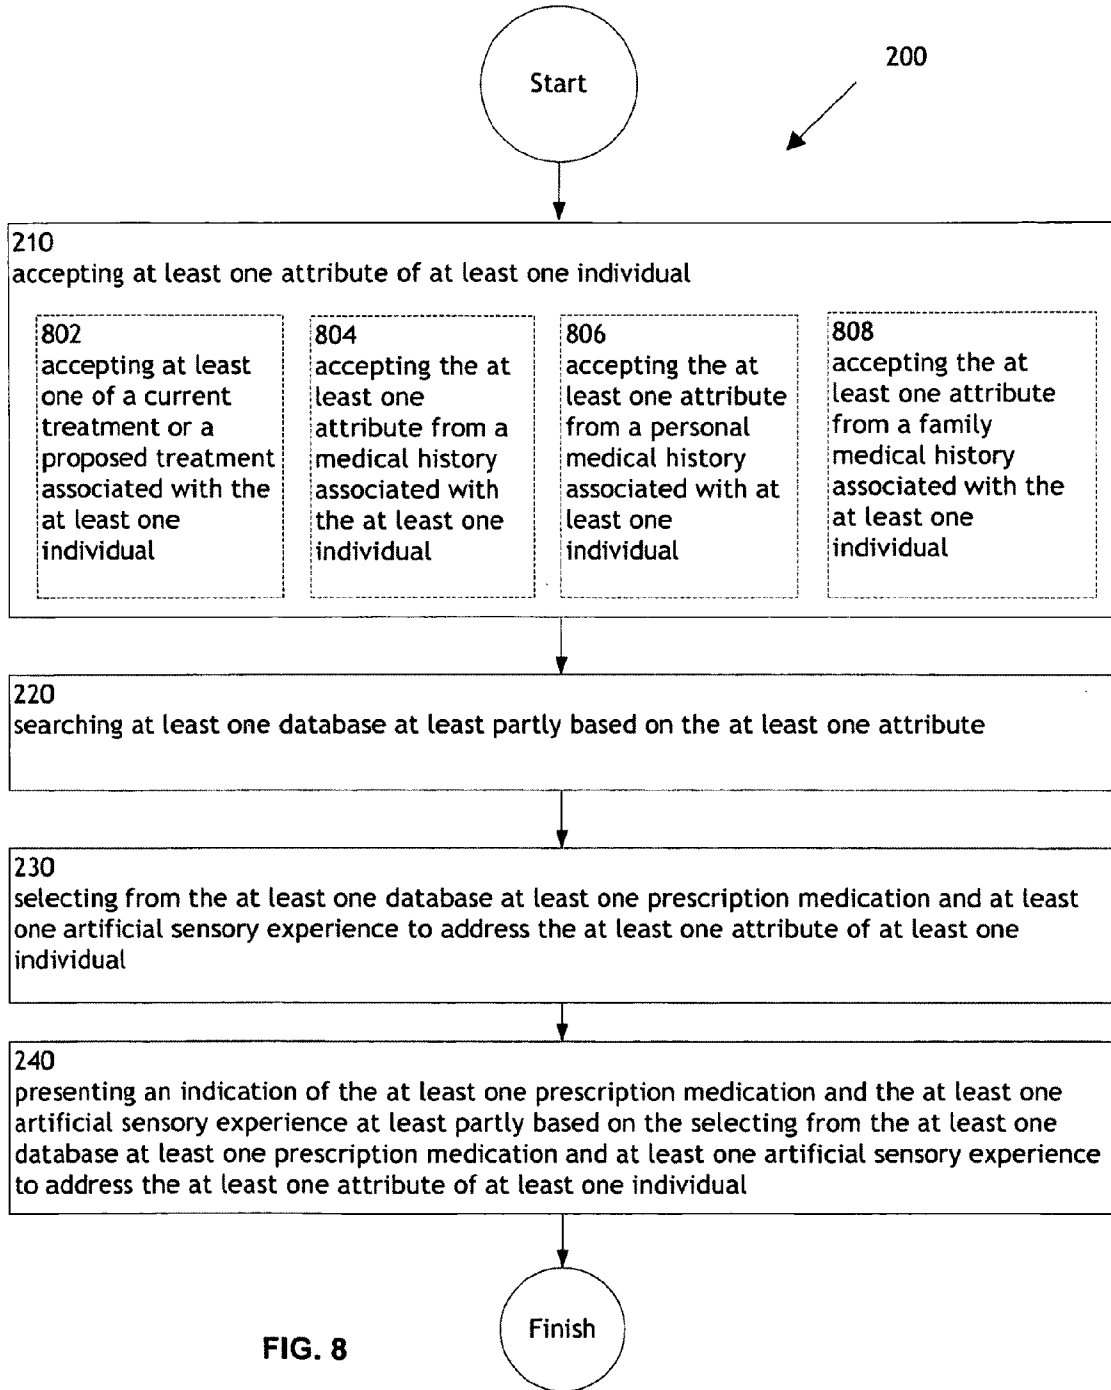 Start
200
210
accepting at least one attribute of at least one individual
802
accepting at least
one of a current
treatment or a
proposed treatment
associated with the
at least one
individual
804
accepting the at
least one
attribute from a
medical history
associated with
the at least one
individual
806
accepting the at
least one attribute
from a personal
medical history
associated with at
least one
individual
808
accepting the at
least one attribute
from a family
medical history
associated with the
at least one
individual
220
searching at least one database at least partly based on the at least one attribute
230
selecting from the at least one database at least one prescription medication and at least
one artificial sensory experience to address the at least one attribute of at least one
individual
240
presenting an indication of the at least one prescription medication and the at least one
artificial sensory experience at least partly based on the selecting from the at least one
database at least one prescription medication and at least one artificial sensory experience
to address the at least one attribute of at least one individual
Finish
FIG. 8